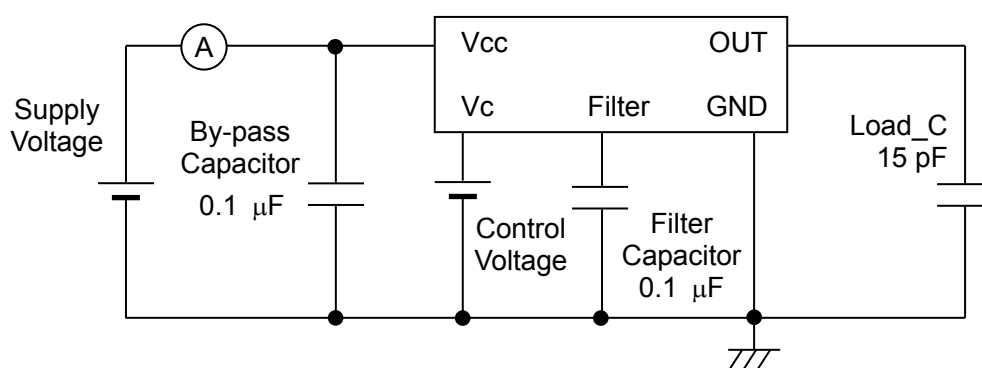 A
Vcc
OUT
Vc
Filter
GND
Supply
Voltage
By-pass
Capacitor
0.1 μF
Control
Voltage
Filter
Capacitor
0.1 μF
Load_C
15 pF